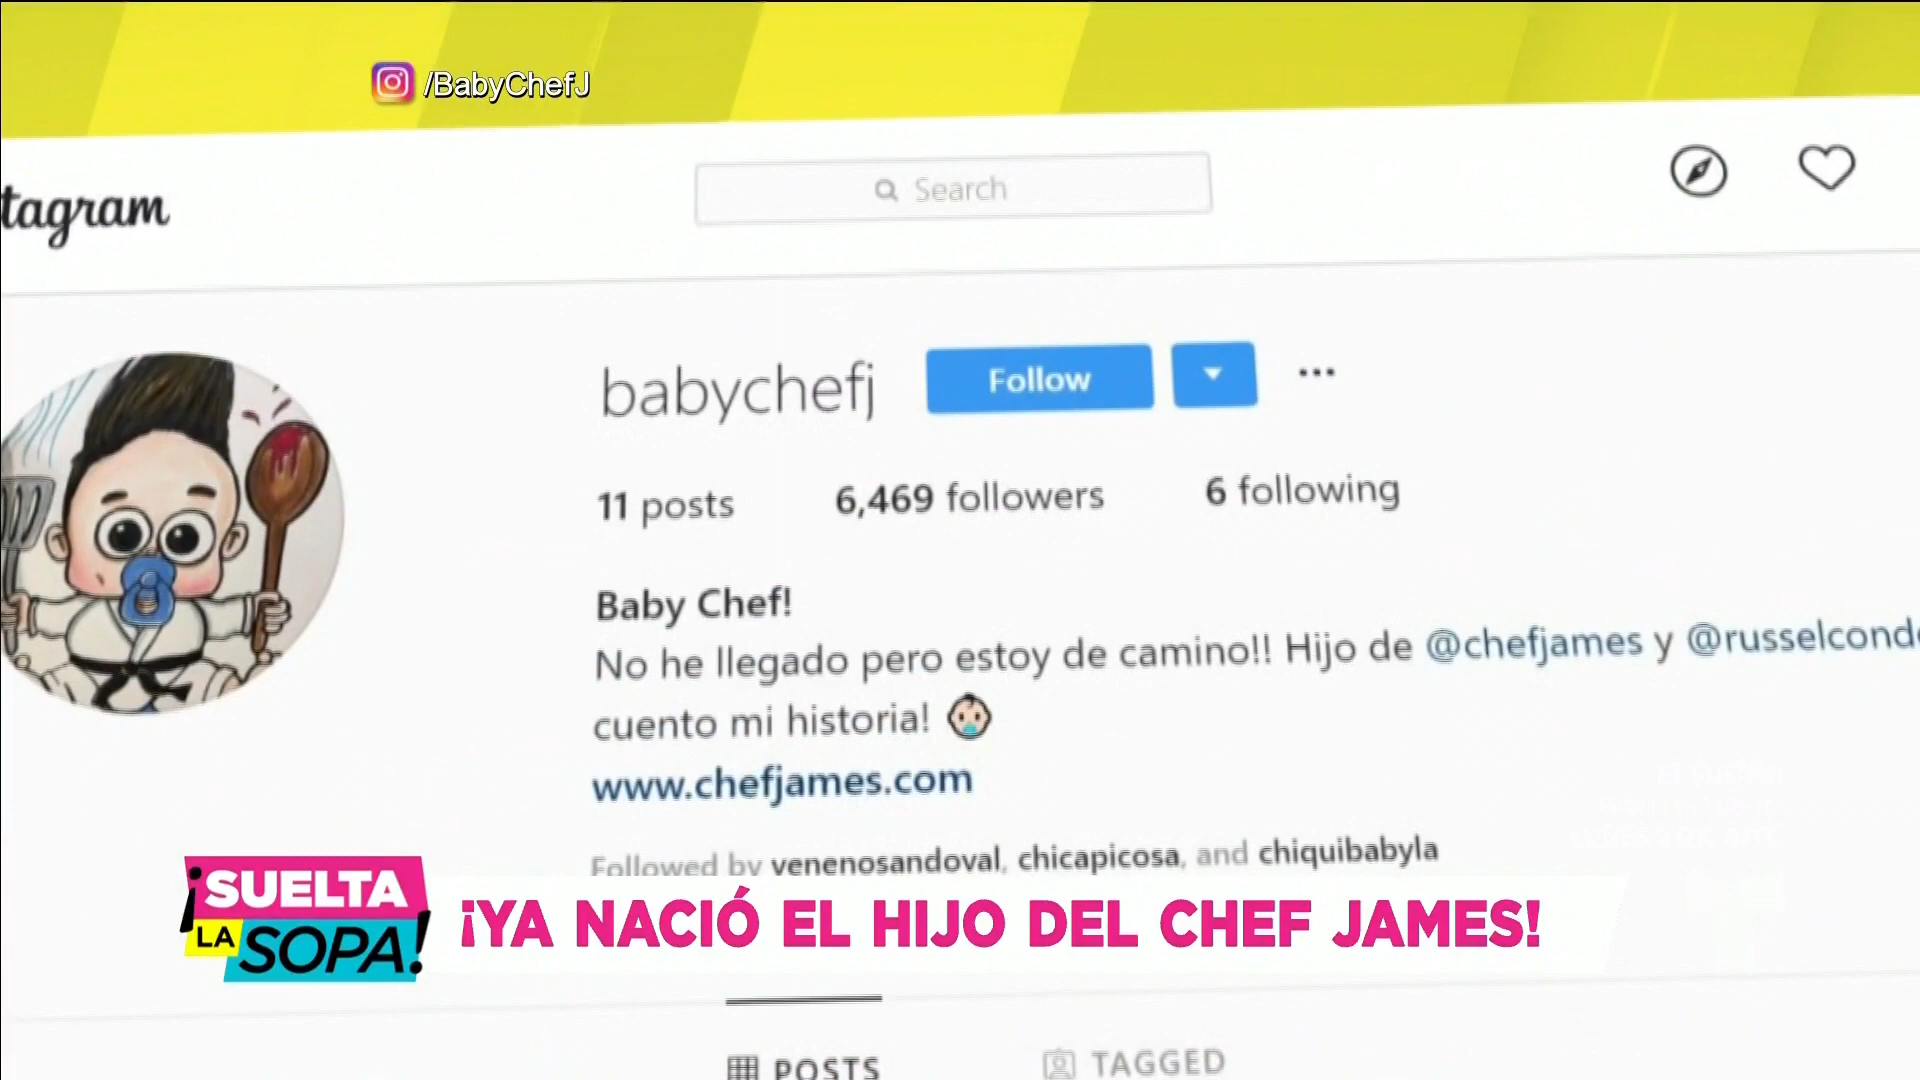 /BabyChefJ
tagram
Search
babychefj
Follow
11 posts 6,469 followers 6 following
Baby Chef!
No he llegado pero estoy de camino!! Hijo de @chefjames y @russelcond
cuento mi historia!
www.chefjames.com
Followed by venenosandoval, chicapicosa, and chiquibabyla
¡SUELTA
LA SOPA!
¡YA NACIÓ EL HIJO DEL CHEF JAMES!
POSTS TAGGED